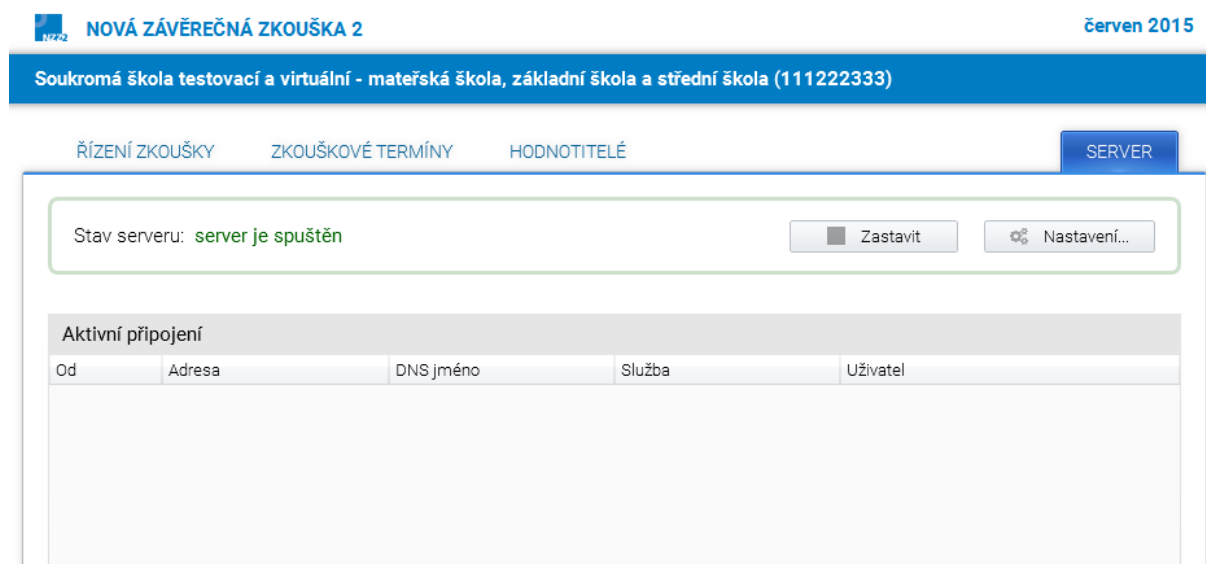 NZZ2 NOVÁ ZÁVĚREČNÁ ZKOUŠKA 2 červen 2015
Soukromá škola testovací a virtuální - mateřská škola, základní škola a střední škola (111222333)
ŘÍZENÍ ZKOUŠKY ZKOUŠKOVÉ TERMÍNY HODNOTITELÉ SERVER
Stav serveru: server je spuštěn Zastavit Nastavení...
Aktivní připojení
Od Adresa DNS jméno Služba Uživatel